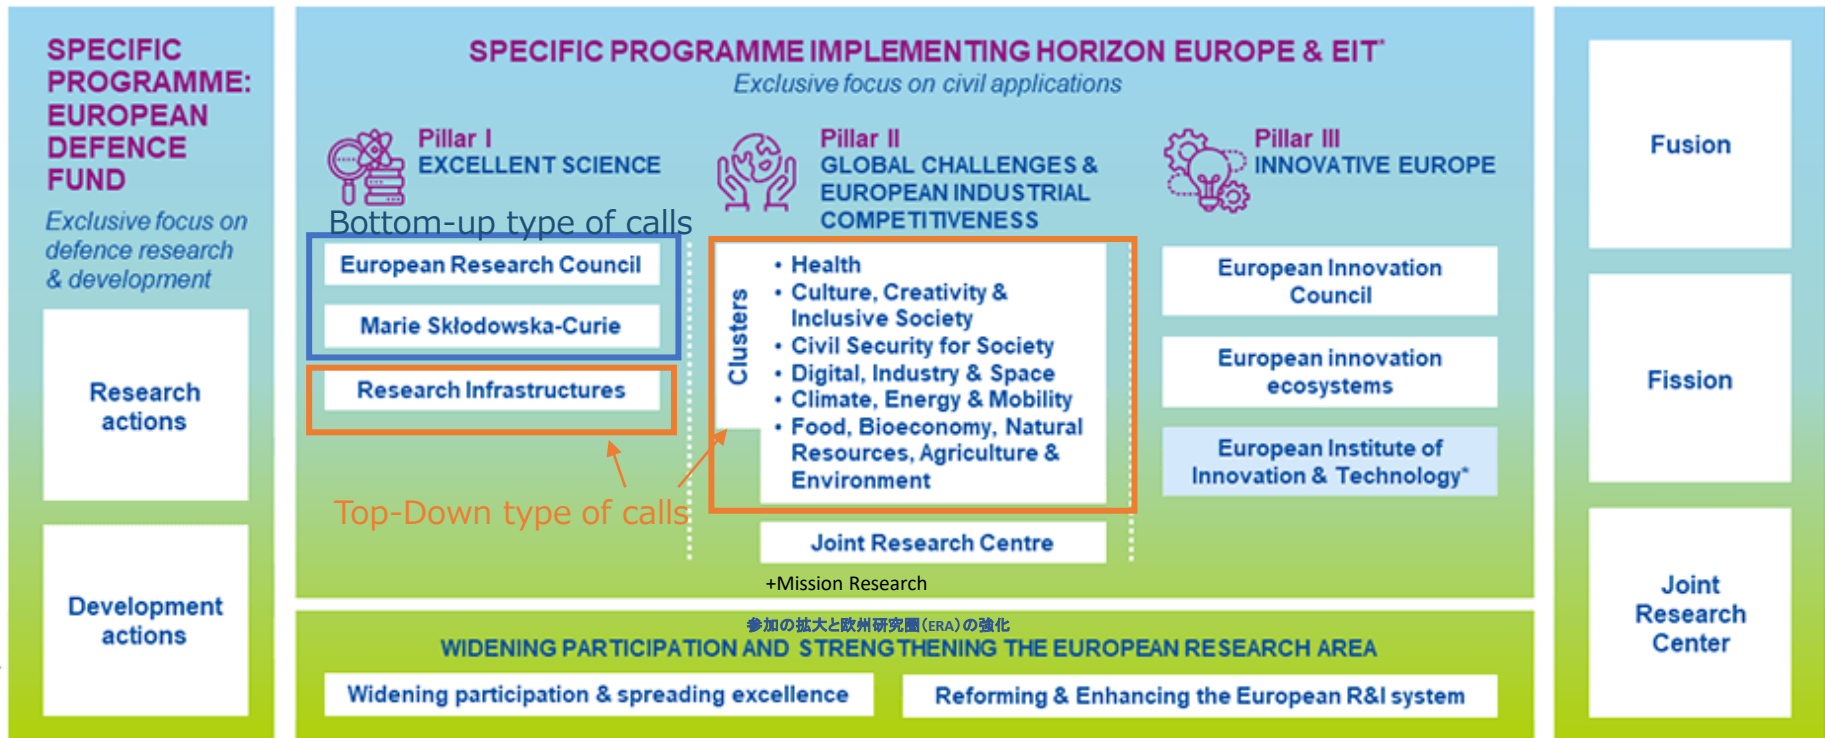 SPECIFIC
PROGRAMME:
EUROPEAN
DEFENCE
FUND
Exclusive focus on
defence research
& development
Research
actions
Development
actions
SPECIFIC PROGRAMME IMPLEMENTING HORIZON EUROPE & EIT*
Exclusive focus on civil applications
Pillar I
EXCELLENT SCIENCE
Bottom-up type of calls
European Research Council
Marie Skłodowska-Curie
Research Infrastructures
Top-Down type of calls
Pillar II
GLOBAL CHALLENGES &
EUROPEAN INDUSTRIAL
COMPETITIVENESS
Clusters
• Health
• Culture, Creativity &
Inclusive Society
• Civil Security for Society
• Digital, Industry & Space
• Climate, Energy & Mobility
• Food, Bioeconomy, Natural
Resources, Agriculture &
Environment
Joint Research Centre
+Mission Research
Pillar III
INNOVATIVE EUROPE
European Innovation
Council
European innovation
ecosystems
European Institute of
Innovation & Technology*
参加の拡大と欧州研究圏(ERA)の強化
WIDENING PARTICIPATION AND STRENGTHENING THE EUROPEAN RESEARCH AREA
Widening participation & spreading excellence
Reforming & Enhancing the European R&I system
Fusion
Fission
Joint
Research
Center